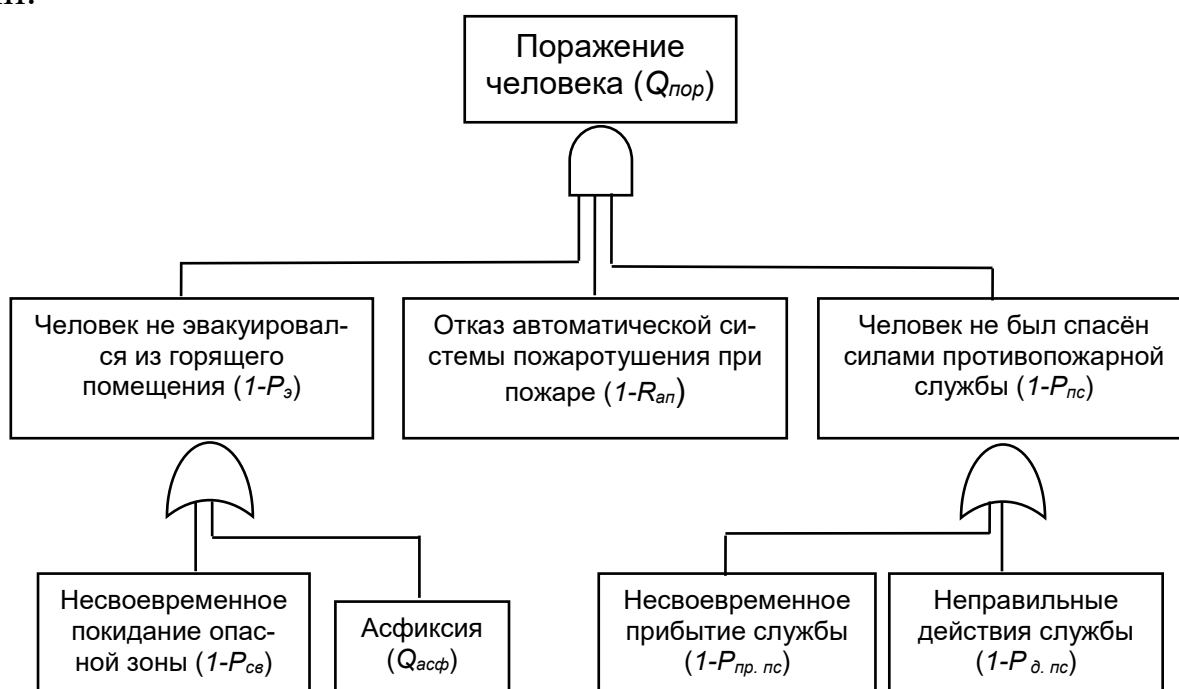 Поражение
человека (Qпор)
Человек не эвакуировал-
ся из горящего
помещения (1-Pэ)
Отказ автоматической си-
стемы пожаротушения при
пожаре (1-Rап)
Человек не был спасён
силами противопожарной
службы (1-Pпс)
Несвоевременное
покидание опас-
ной зоны (1-Pсв)
Асфиксия
(Qасф)
Несвоевременное
прибытие службы
(1-Pпр. пс)
Неправильные
действия службы
(1-P д. пс)